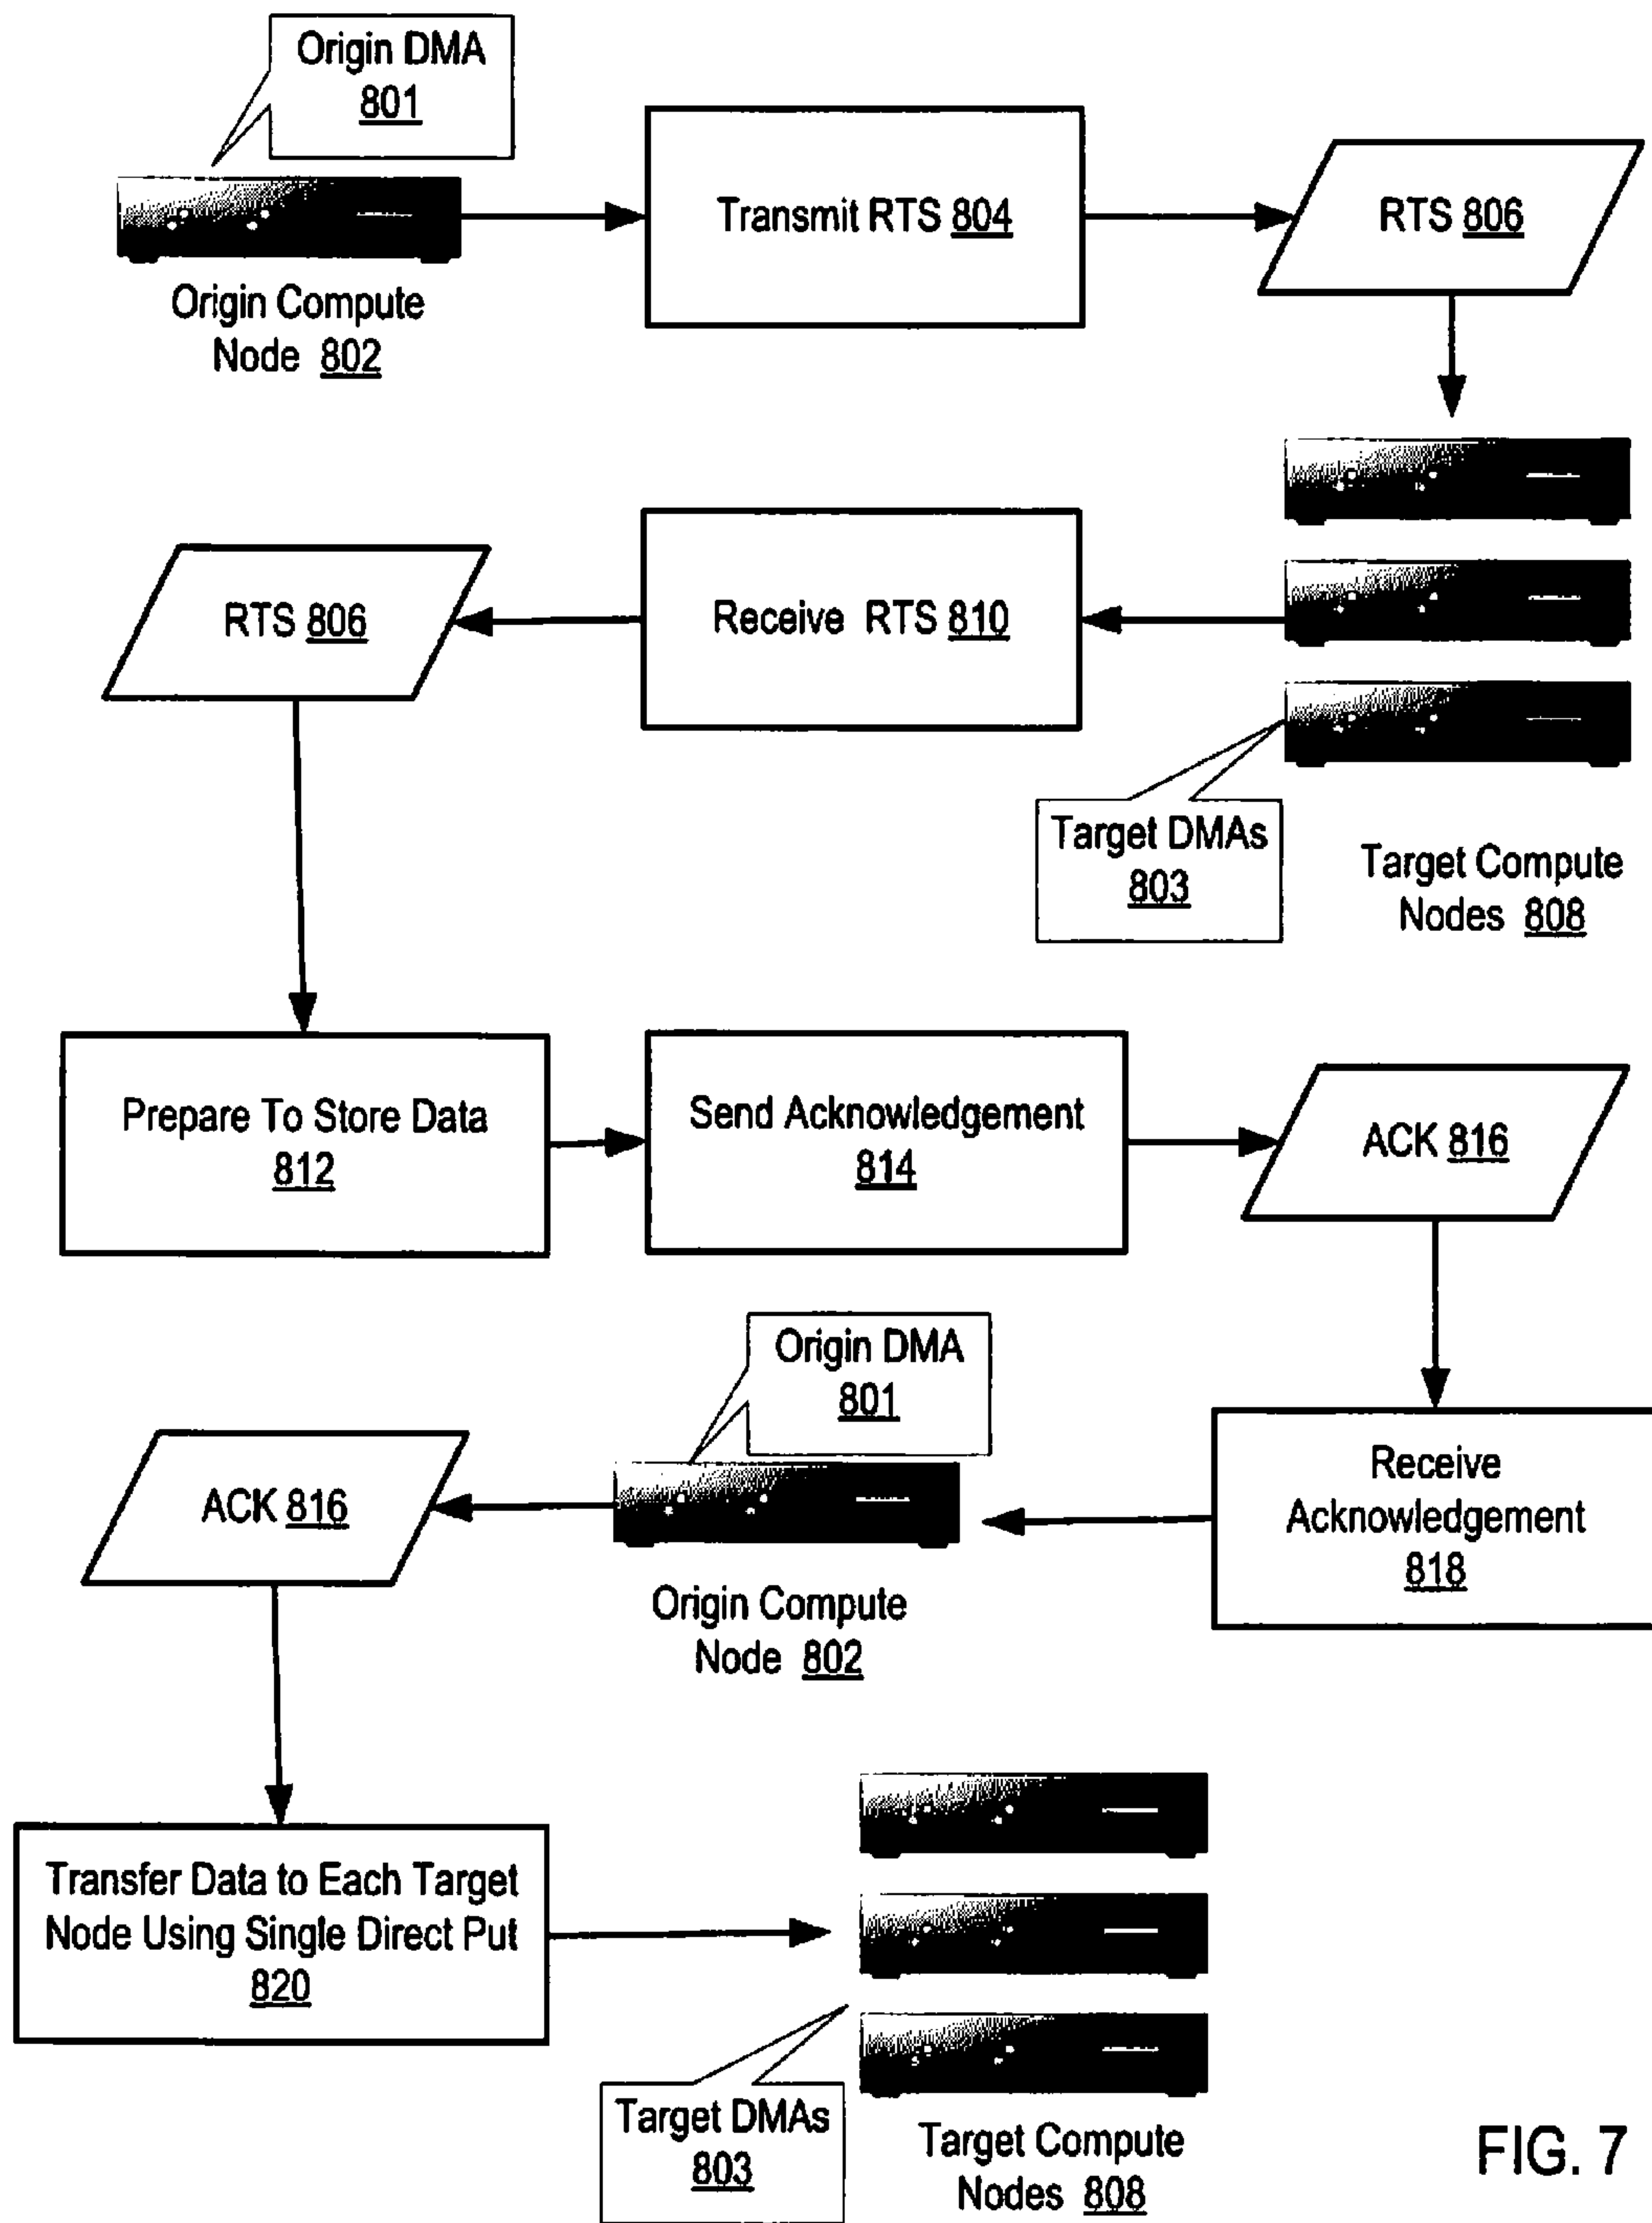 Origin DMA
801
Transmit RTS 804
RTS 806
Origin Compute
Node 802
RTS 806
Receive RTS 810
Target DMAs
803
Target Compute
Nodes 808
Prepare To Store Data
812
Send Acknowledgement
814
ACK 816
Origin DMA
801
ACK 816
Receive
Acknowledgement
818
Origin Compute
Node 802
Transfer Data to Each Target
Node Using Single Direct Put
820
Target DMAs
803
Target Compute
Nodes 808
FIG. 7